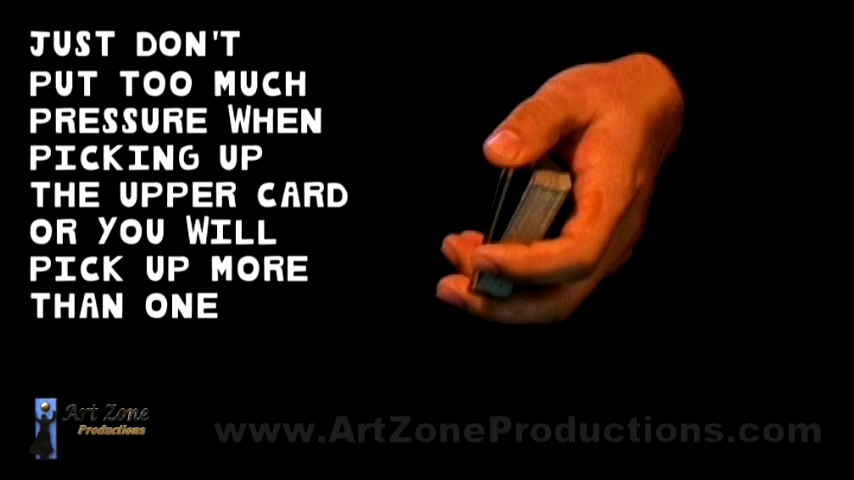 JUST DON'T
PUT TOO MUCH
PRESSURE WHEN
PICKING UP
THE UPPER CARD
OR YOU WILL
PICK UP MORE
THAN ONE
Art Zone
Productions
www.ArtZoneProductions.com